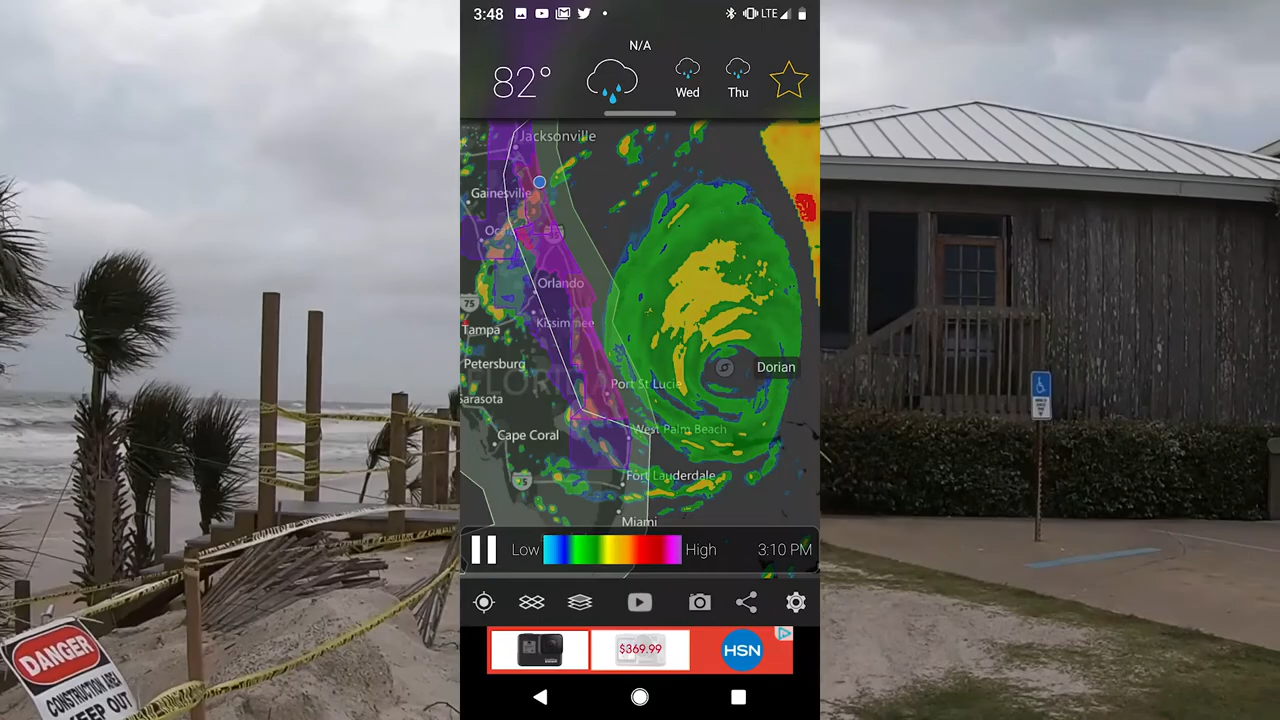 3:48
LTE
N/A
82°
Wed
Thu
Jacksonville
Gainesville
Orlando
75
Kissimmee
Tampa
Petersburg
Dorian
Port St Lucie
Sarasota
West Palm Beach
Cape Coral
Fort Lauderdale
75
Miami
Low
High
3:10 PM
$369.99
HSN
DANGER
CONSTRUCTION AREA
KEEP OUT